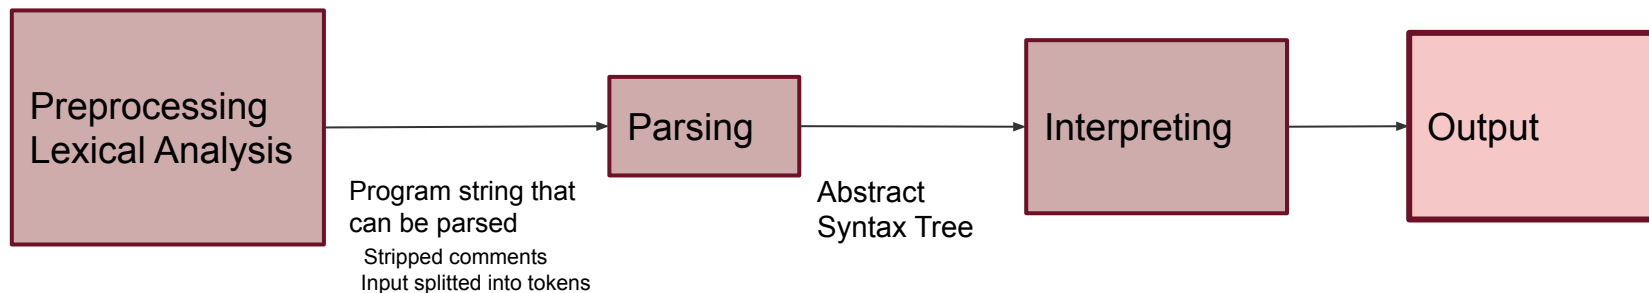 Preprocessing
Lexical Analysis
Program string that
can be parsed
Stripped comments
Input splitted into tokens
Parsing
Abstract
Syntax Tree
Interpreting
Output